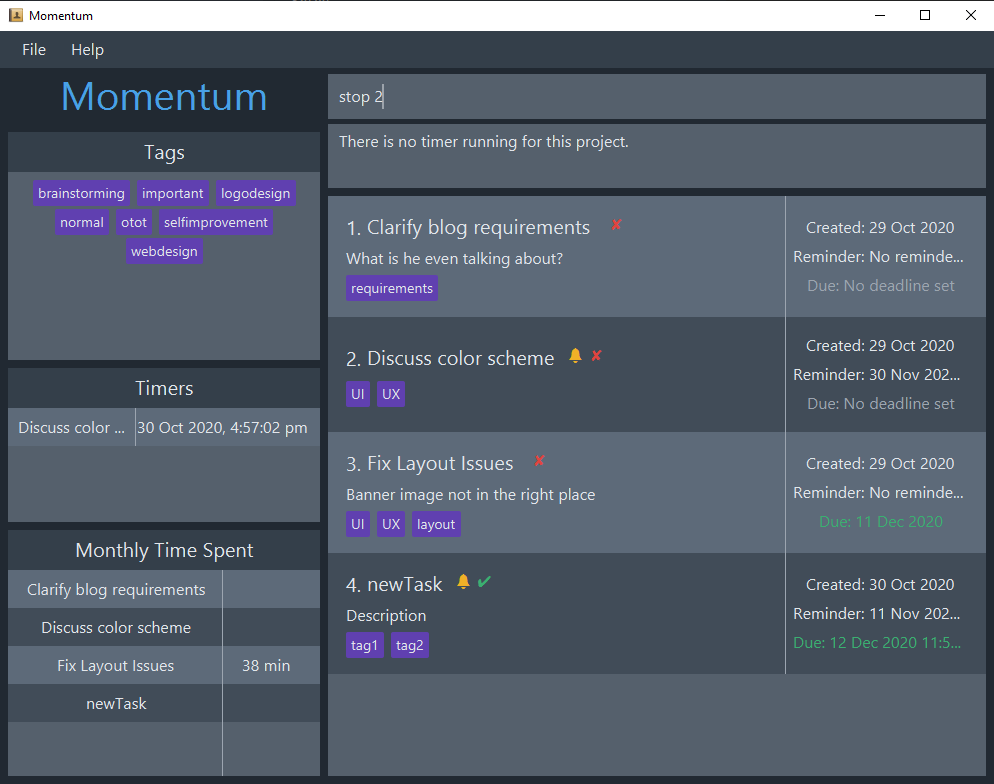 Momentum
File Help
Momentum
Tags
brainstorming important logodesign
normal otot selfimprovement
webdesign
Timers
Discuss color ... 30 Oct 2020, 4:57:02 pm
Monthly Time Spent
Clarify blog requirements
Discuss color scheme
Fix Layout Issues 38 min
newTask
stop 2
There is no timer running for this project.
1. Clarify blog requirements ✘
What is he even talking about?
requirements
Created: 29 Oct 2020
Reminder: No reminde...
Due: No deadline set
2. Discuss color scheme 🔔 ✘
UI UX
Created: 29 Oct 2020
Reminder: 30 Nov 202...
Due: No deadline set
3. Fix Layout Issues ✘
Banner image not in the right place
UI UX layout
Created: 29 Oct 2020
Reminder: No reminde...
Due: 11 Dec 2020
4. newTask 🔔 ✔
Description
tag1 tag2
Created: 30 Oct 2020
Reminder: 11 Nov 202...
Due: 12 Dec 2020 11:5...